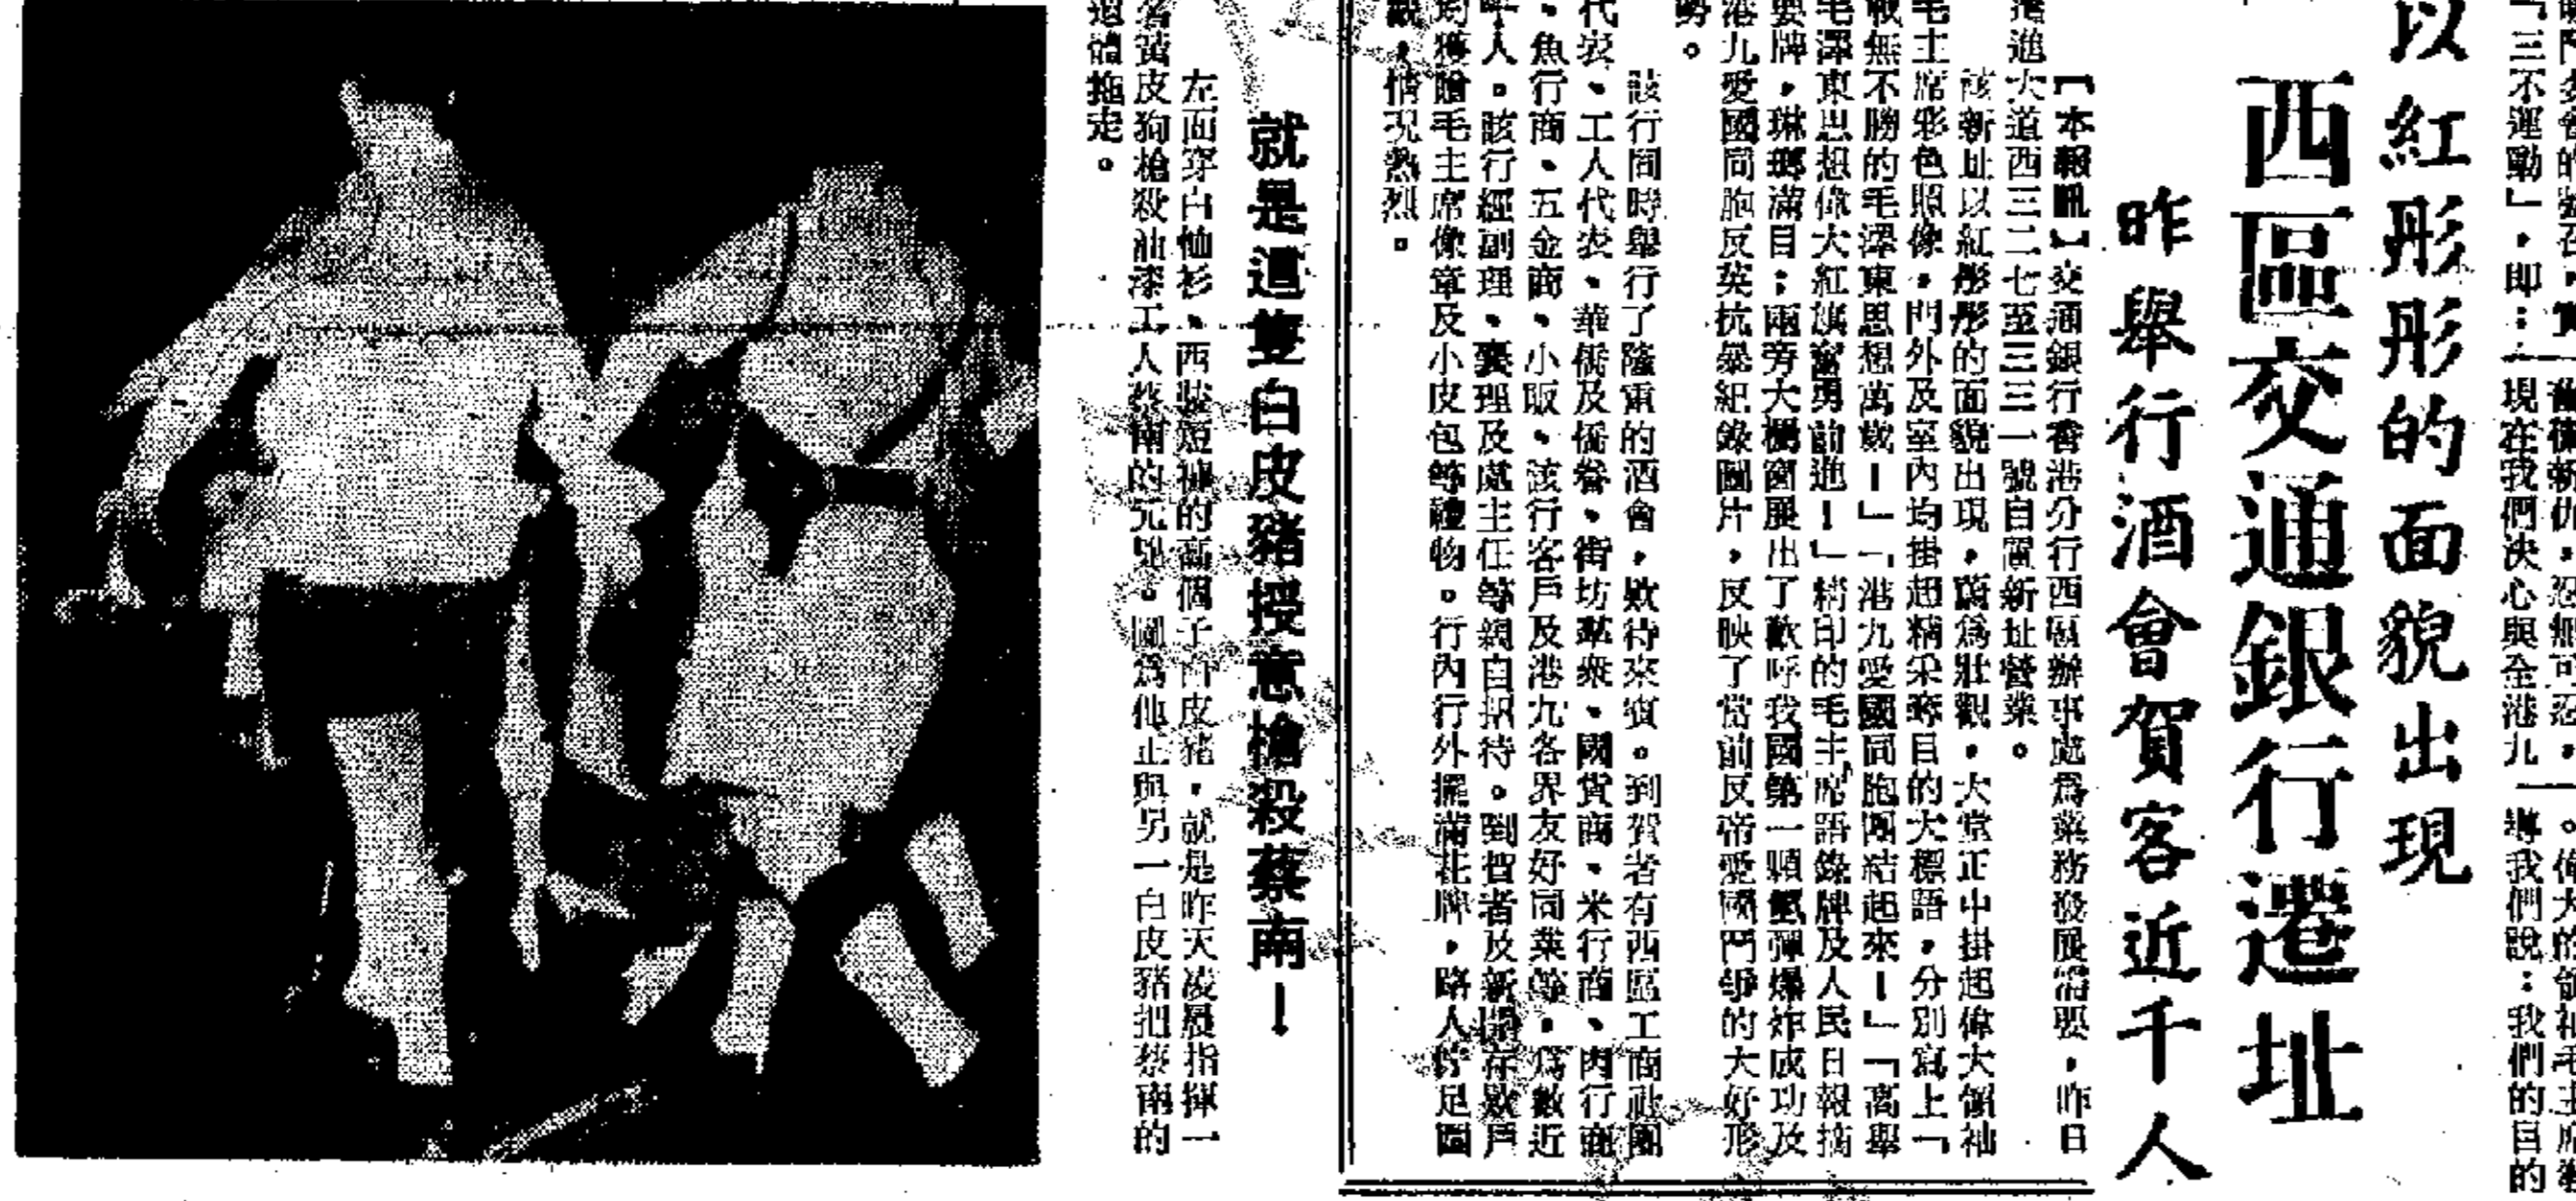 「三不運動」，即：
現在我們決心與全港九
導我們說：我們的目的
以紅彤彤的面貌出現
西區交通銀行遷址
昨舉行酒會賀客近千人
【本報訊】交通銀行香港分行西區辦事處爲業務發展需要，昨日
進大道西三二七至三三一號自置新址營業。
該新址以紅彤彤的面貌出現，蔚爲壯觀。大堂正中掛起偉大領袖
毛主席彩色照像，門外及室內均掛起精采奪目的大標語，分別寫上「
戰無不勝的毛澤東思想萬歲！」「港九愛國同胞團結起來！」「高舉
毛澤東思想偉大紅旗奮勇前進！」精印的毛主席語錄牌及人民日報摘
要牌，琳瑯滿目；兩旁大櫥窗展出了歡呼我國第一顆氫彈爆炸成功及
港九愛國同胞反英抗暴紀錄圖片，反映了當前反帝愛國鬥爭的大好形
勢。
該行同時舉行了隆重的酒會，欵待來賓。到賀者有西區工商社團
代表、工人代表、華僑及僑眷、街坊羣衆、國貨商、米行商、肉行商
、魚行商、五金商、小販、該行客戶及港九各界友好同業等，爲數近
千人。該行經副理、襄理及處主任等親自招待。到賀者及新開存欵戶
均獲贈毛主席像章及小皮包等禮物。行內行外擺滿花牌，路人佇足圍
觀，情況熱烈。
就是這隻白皮豬授意槍殺蔡南！
左面穿白恤衫、西裝短褲的高個子白皮豬，就是昨天凌晨指揮一
名黃皮狗槍殺油漆工人蔡南的元兇。圖爲他正與另一白皮豬把蔡南的
遺體拖走。